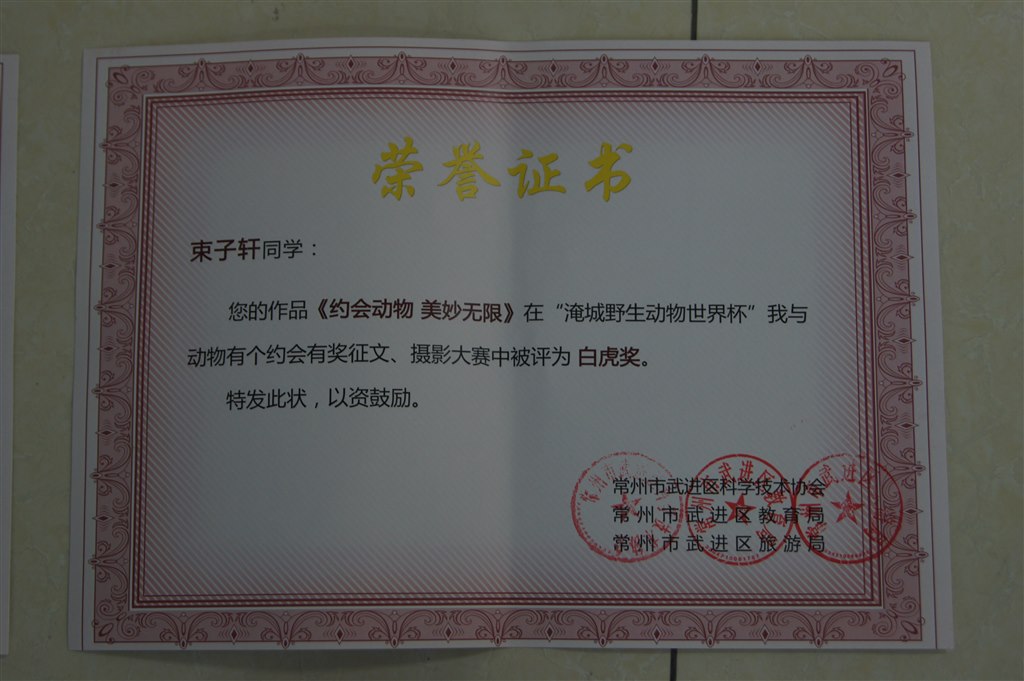 荣誉证书
束子轩同学：
您的作品《约会动物 美妙无限》在“淹城野生动物世界杯”我与
动物有个约会有奖征文、摄影大赛中被评为 白虎奖。
特发此状，以资鼓励。
常州市武进区科学技术协会
常州市武进区教育局
常州市武进区旅游局